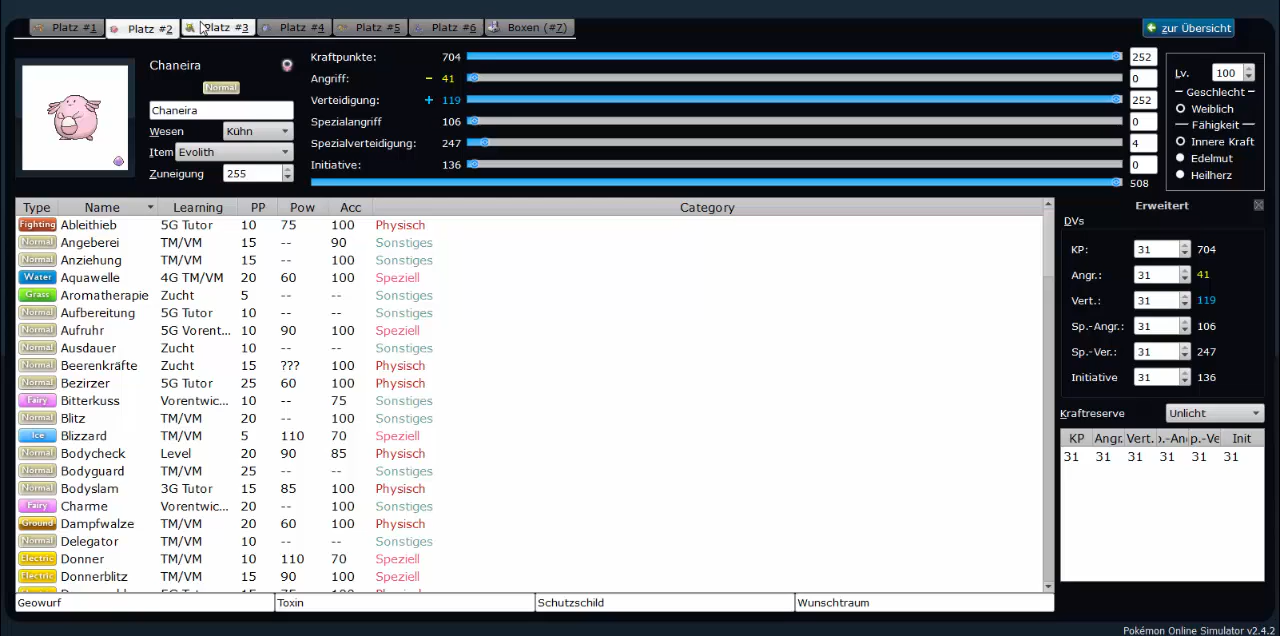 Platz #1 Platz #2 Platz #3 Platz #4 Platz #5 Platz #6 Boxen (#7) zur Übersicht
Chaneira
Normal
Chaneira
Wesen Kühn
Item Evolith
Zuneigung 255
Kraftpunkte: 704 252
Angriff: − 41 0
Verteidigung: + 119 252
Spezialangriff 106 0
Spezialverteidigung: 247 4
Initiative: 136 0
508
Lv. 100
Geschlecht
Weiblich
Fähigkeit
Innere Kraft
Edelmut
Heilherz
Type Name Learning PP Pow Acc Category
Fighting Ableithieb 5G Tutor 10 75 100 Physisch
Normal Angeberei TM/VM 15 -- 90 Sonstiges
Normal Anziehung TM/VM 15 -- 100 Sonstiges
Water Aquawelle 4G TM/VM 20 60 100 Speziell
Grass Aromatherapie Zucht 5 -- -- Sonstiges
Normal Aufbereitung 5G Tutor 10 -- -- Sonstiges
Normal Aufruhr 5G Vorent... 10 90 100 Speziell
Normal Ausdauer Zucht 10 -- -- Sonstiges
Normal Beerenkräfte Zucht 15 ??? 100 Physisch
Normal Bezirzer 5G Tutor 25 60 100 Physisch
Fairy Bitterkuss Vorentwic... 10 -- 75 Sonstiges
Normal Blitz TM/VM 20 -- 100 Sonstiges
Ice Blizzard TM/VM 5 110 70 Speziell
Normal Bodycheck Level 20 90 85 Physisch
Normal Bodyguard TM/VM 25 -- -- Sonstiges
Normal Bodyslam 3G Tutor 15 85 100 Physisch
Fairy Charme Vorentwic... 20 -- 100 Sonstiges
Ground Dampfwalze TM/VM 20 60 100 Physisch
Normal Delegator TM/VM 10 -- -- Sonstiges
Electric Donner TM/VM 10 110 70 Speziell
Electric Donnerblitz TM/VM 15 90 100 Speziell
Geowurf Toxin Schutzschild Wunschtraum
Erweitert
DVs
KP: 31 704
Angr.: 31 41
Vert.: 31 119
Sp.-Angr.: 31 106
Sp.-Ver.: 31 247
Initiative 31 136
Kraftreserve Unlicht
KP Angr. Vert. p.-An p.-Ve Init
31 31 31 31 31 31
Pokémon Online Simulator v2.4.2